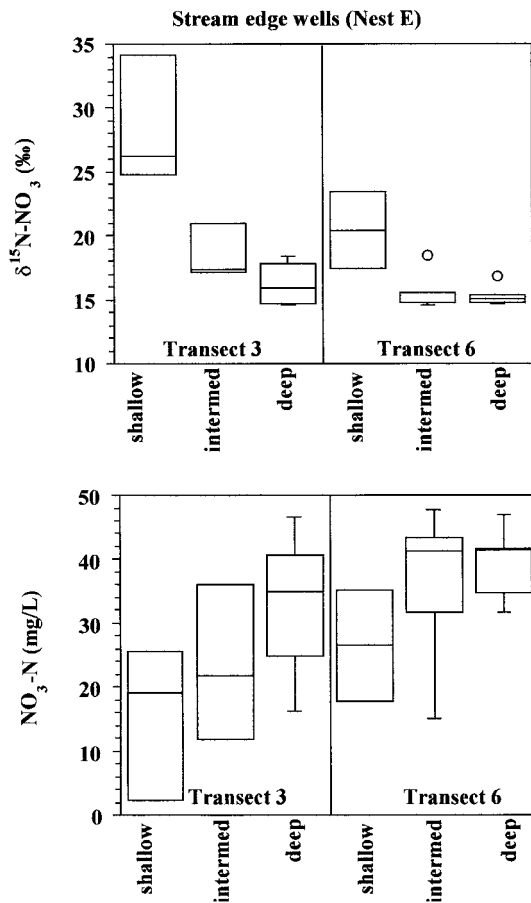 Stream edge wells (Nest E)
δ¹⁵N-NO₃ (‰)
35
30
25
20
15
10
Transect 3
Transect 6
shallow
intermed
deep
shallow
intermed
deep
NO₃-N (mg/L)
50
40
30
20
10
0
Transect 3
Transect 6
shallow
intermed
deep
shallow
intermed
deep